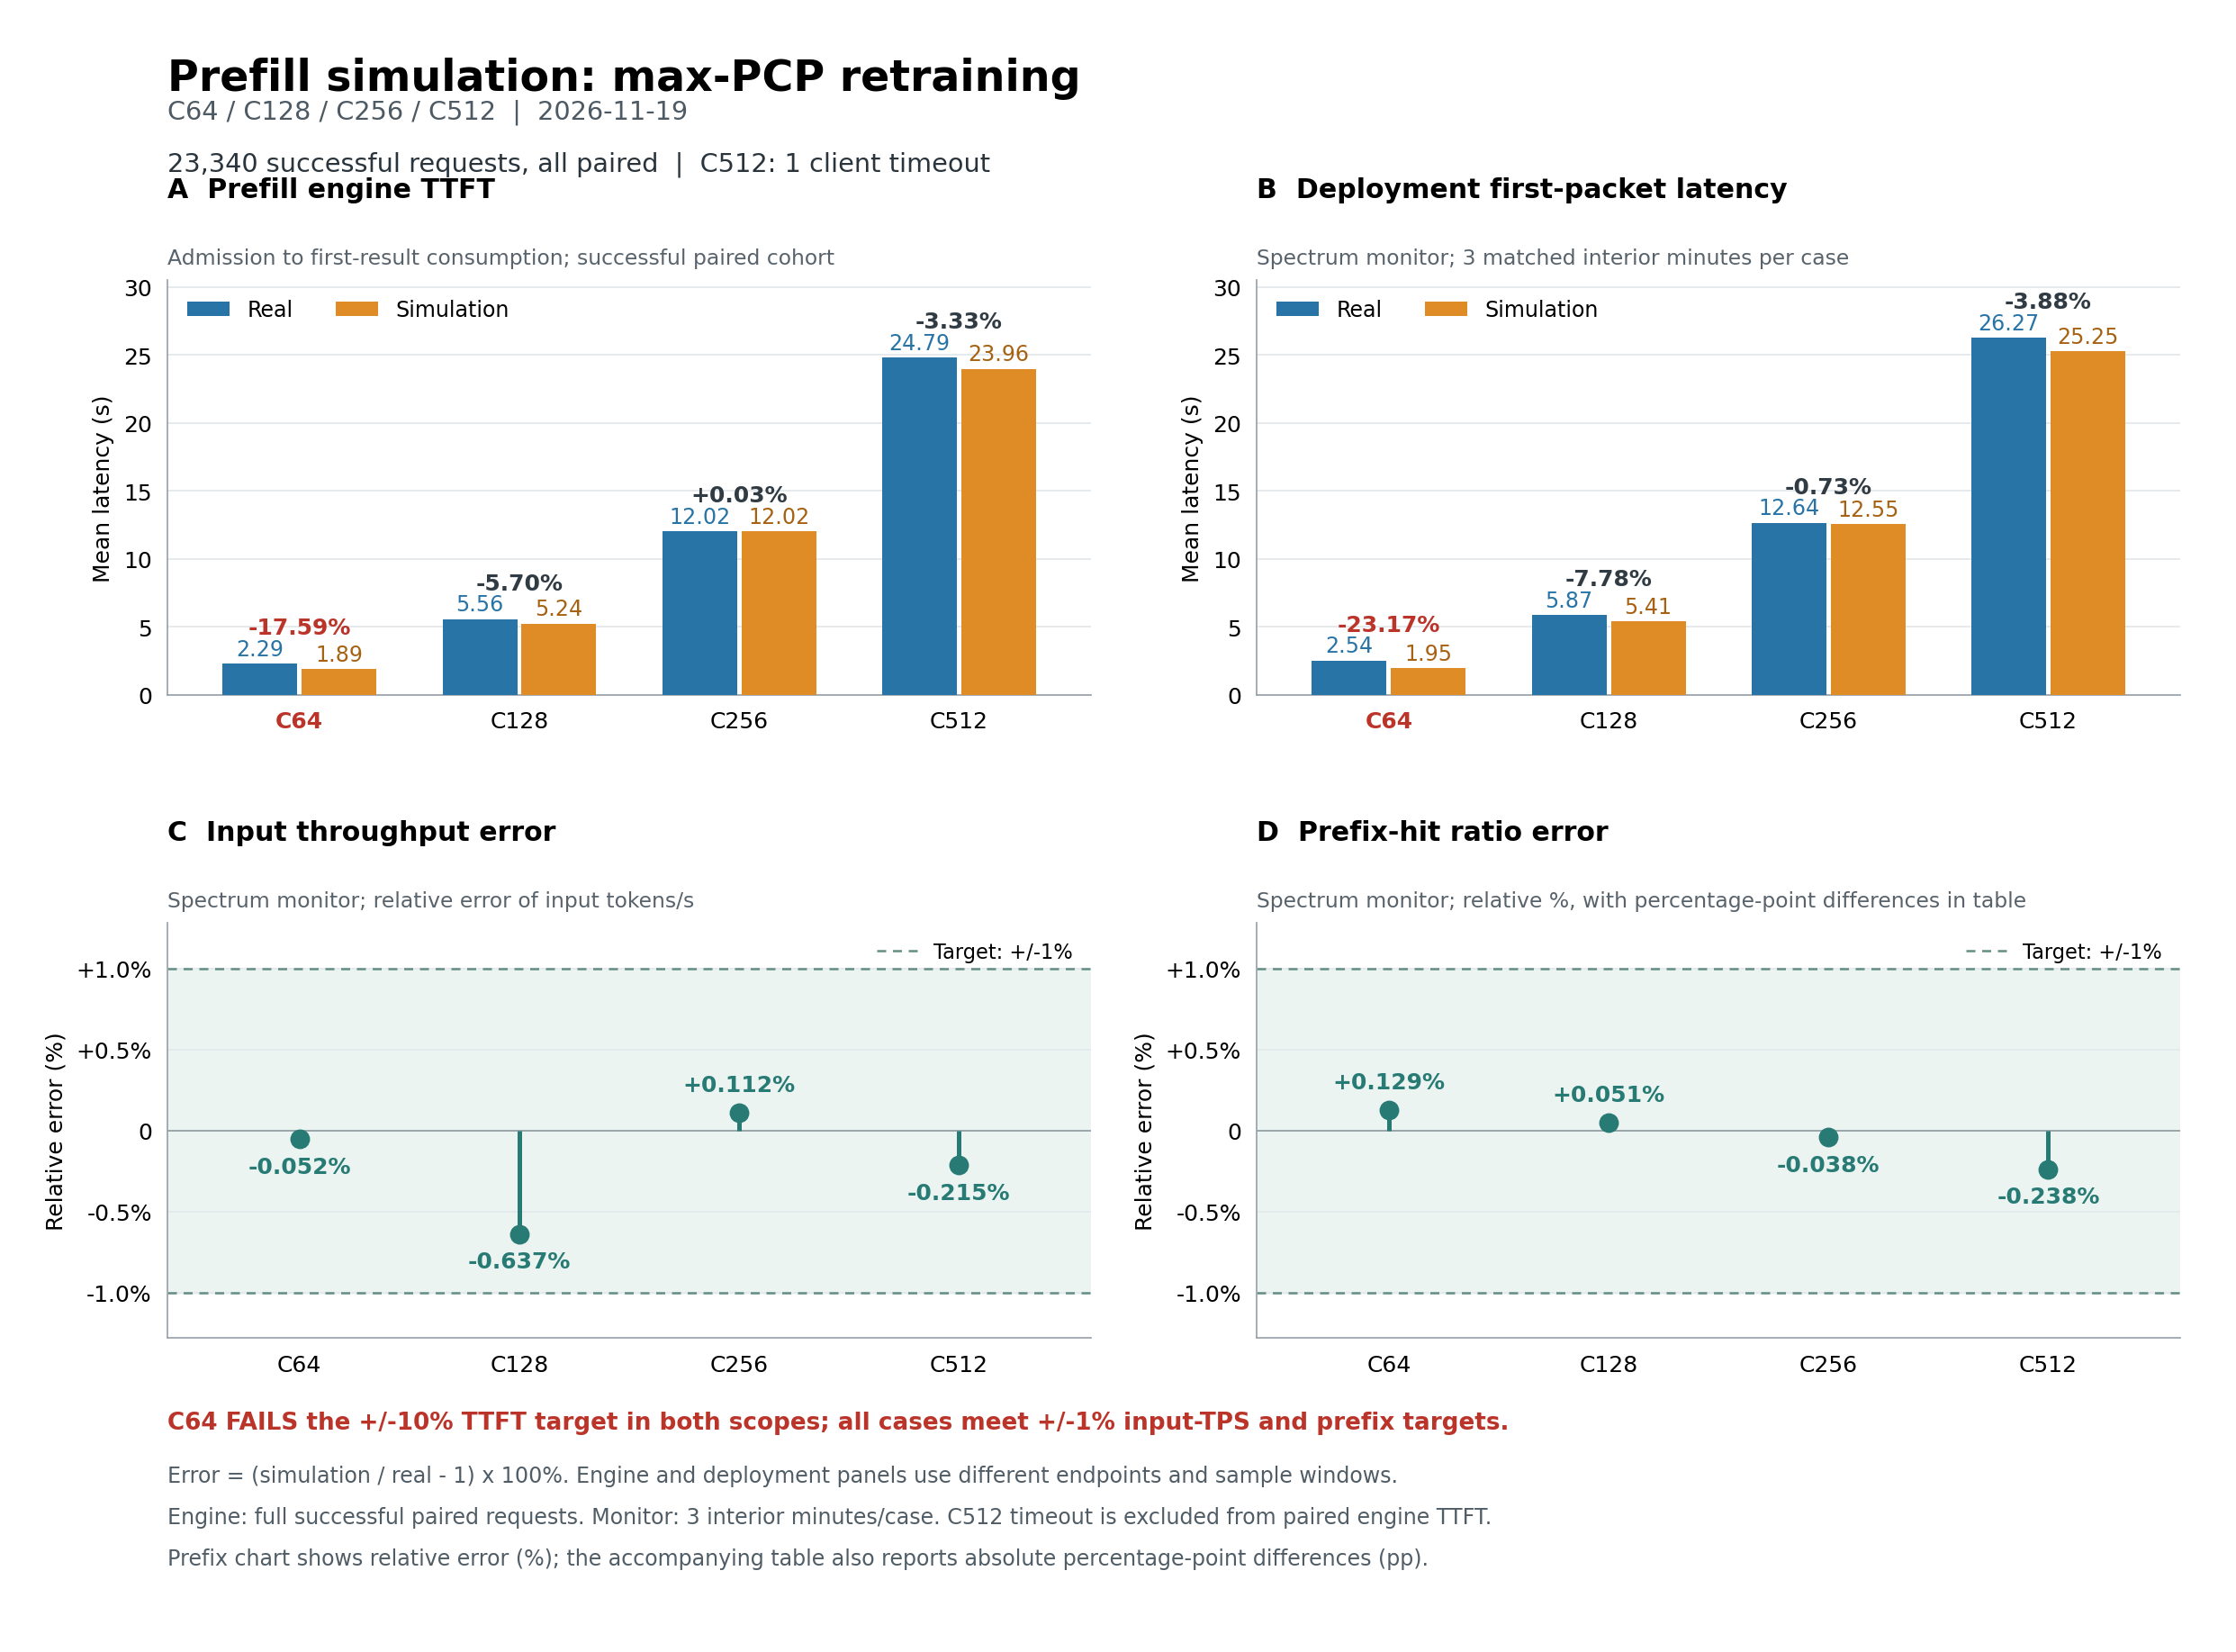 Prefill simulation: max-PCP retraining
C64 / C128 / C256 / C512 | 2026-11-19
23,340 successful requests, all paired | C512: 1 client timeout
A Prefill engine TTFT
Admission to first-result consumption; successful paired cohort
Mean latency (s)
30
25
20
15
10
5
0
Real
Simulation
-17.59%
2.29
1.89
-5.70%
5.56
5.24
+0.03%
12.02
12.02
-3.33%
24.79
23.96
C64
C128
C256
C512
B Deployment first-packet latency
Spectrum monitor; 3 matched interior minutes per case
Mean latency (s)
30
25
20
15
10
5
0
Real
Simulation
-23.17%
2.54
1.95
-7.78%
5.87
5.41
-0.73%
12.64
12.55
-3.88%
26.27
25.25
C64
C128
C256
C512
C Input throughput error
Spectrum monitor; relative error of input tokens/s
Relative error (%)
+1.0%
+0.5%
0
-0.5%
-1.0%
Target: +/-1%
-0.052%
-0.637%
+0.112%
-0.215%
C64
C128
C256
C512
D Prefix-hit ratio error
Spectrum monitor; relative %, with percentage-point differences in table
Relative error (%)
+1.0%
+0.5%
0
-0.5%
-1.0%
Target: +/-1%
+0.129%
+0.051%
-0.038%
-0.238%
C64
C128
C256
C512
C64 FAILS the +/-10% TTFT target in both scopes; all cases meet +/-1% input-TPS and prefix targets.
Error = (simulation / real - 1) x 100%. Engine and deployment panels use different endpoints and sample windows.
Engine: full successful paired requests. Monitor: 3 interior minutes/case. C512 timeout is excluded from paired engine TTFT.
Prefix chart shows relative error (%); the accompanying table also reports absolute percentage-point differences (pp).